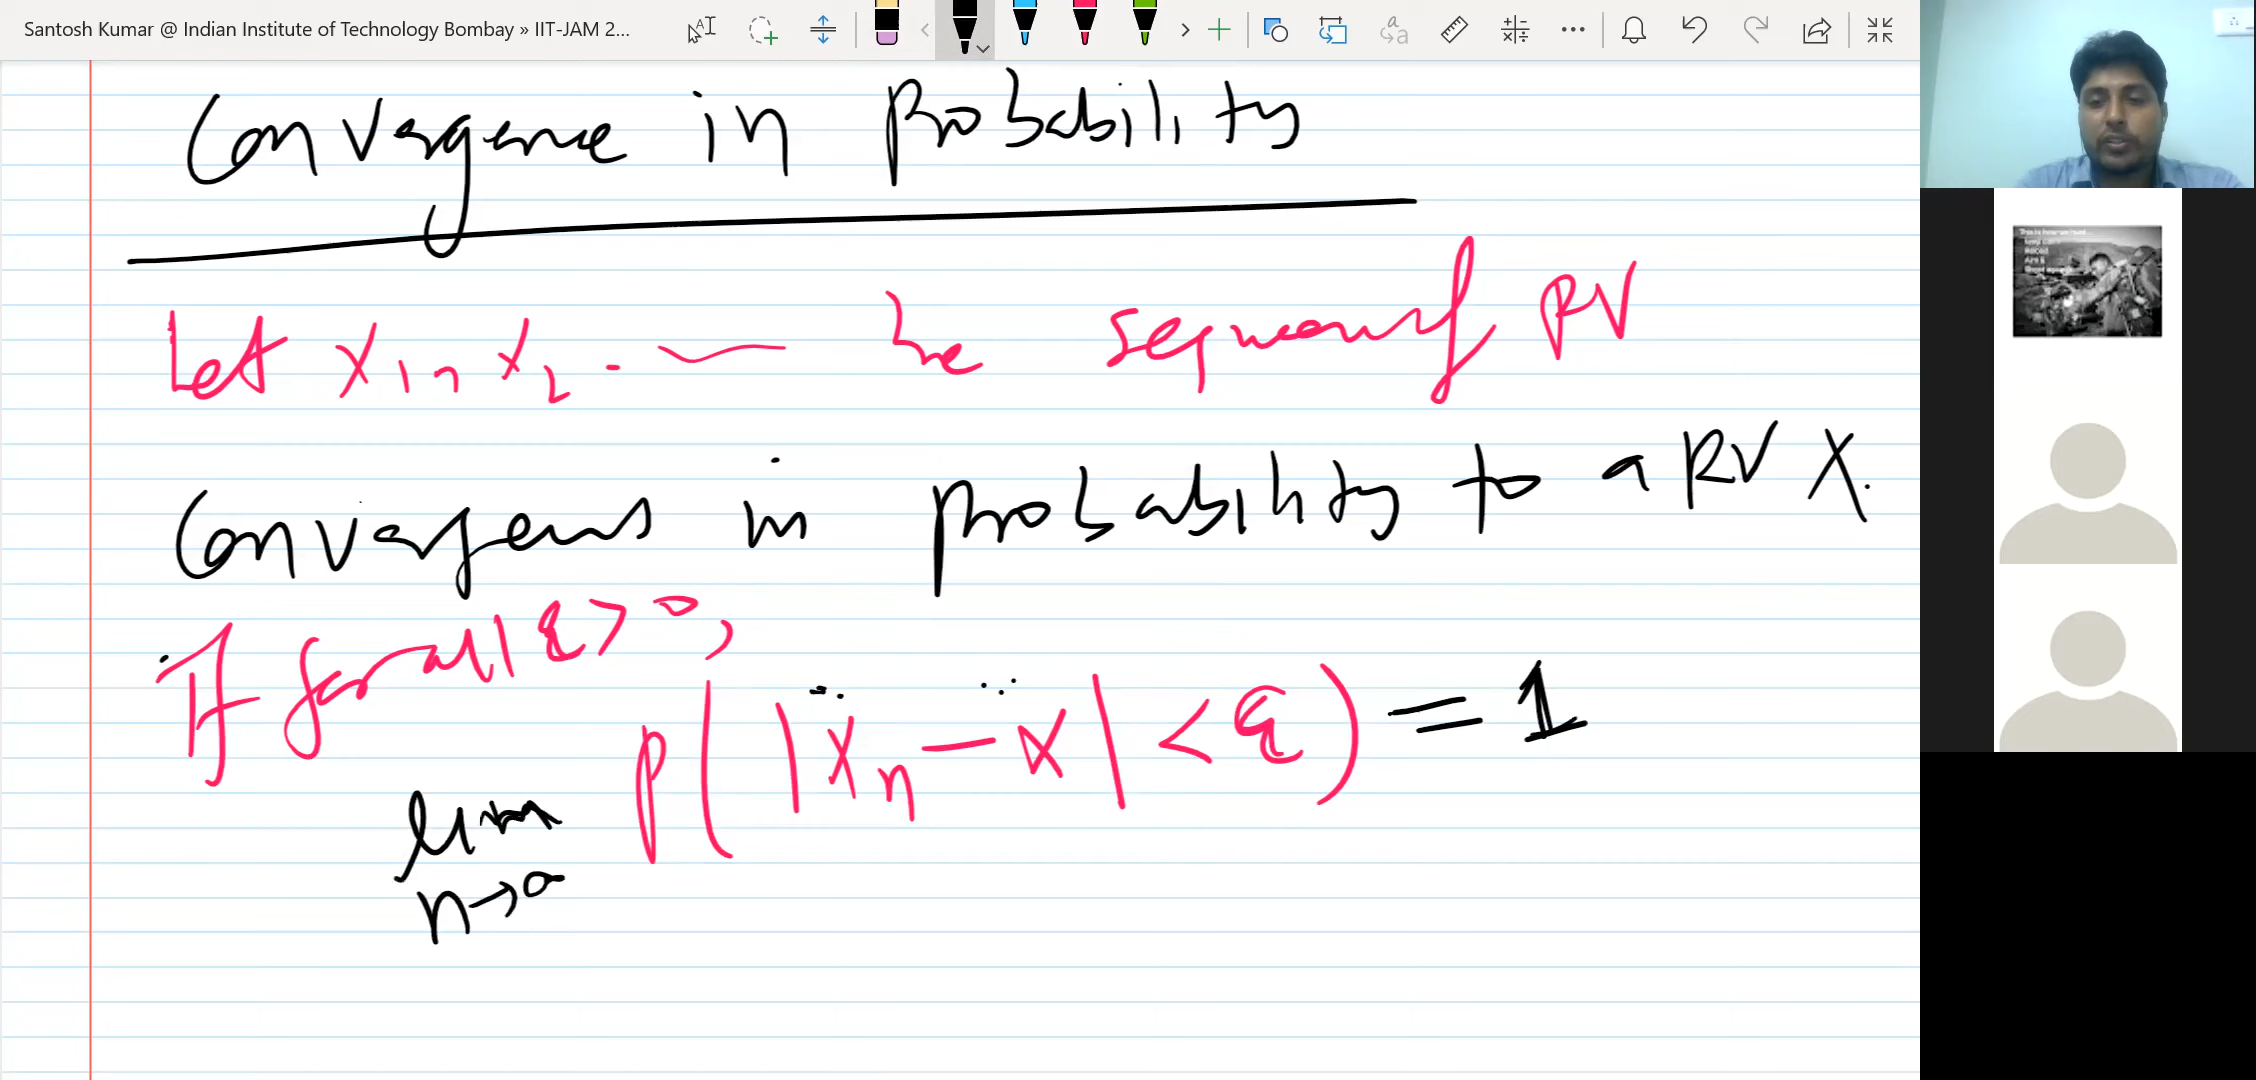 Santosh Kumar @ Indian Institute of Technology Bombay » IIT-JAM 2...
Convergence in Probability
Let X1, X2. be sequence of RV
Convergens in probability to a RV X.
If for all ε > 0,
lim n→∞ P(|Xn − X| < ε) = 1